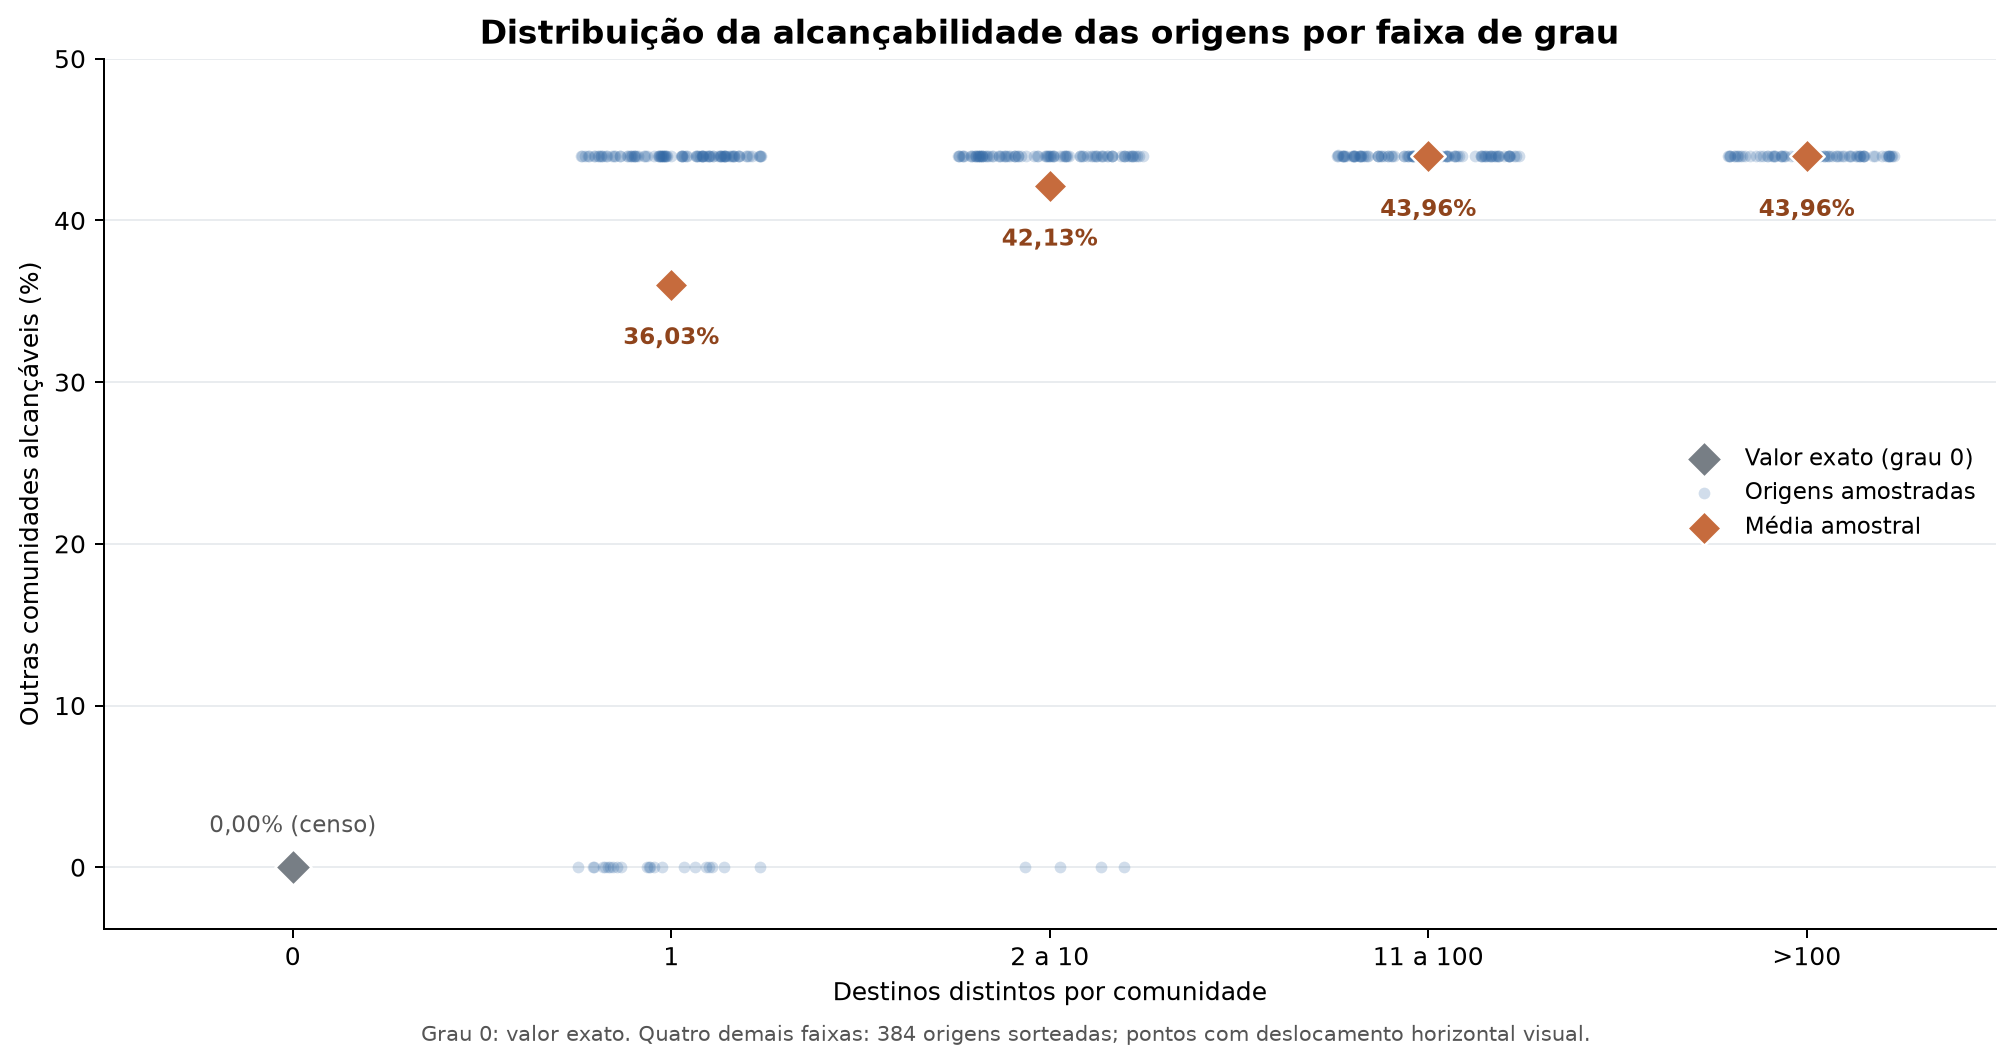 Distribuição da alcançabilidade das origens por faixa de grau
Outras comunidades alcançáveis (%)
50
40
30
20
10
0
43,96%
43,96%
42,13%
36,03%
0,00% (censo)
Valor exato (grau 0)
Origens amostradas
Média amostral
0
1
2 a 10
11 a 100
>100
Destinos distintos por comunidade
Grau 0: valor exato. Quatro demais faixas: 384 origens sorteadas; pontos com deslocamento horizontal visual.